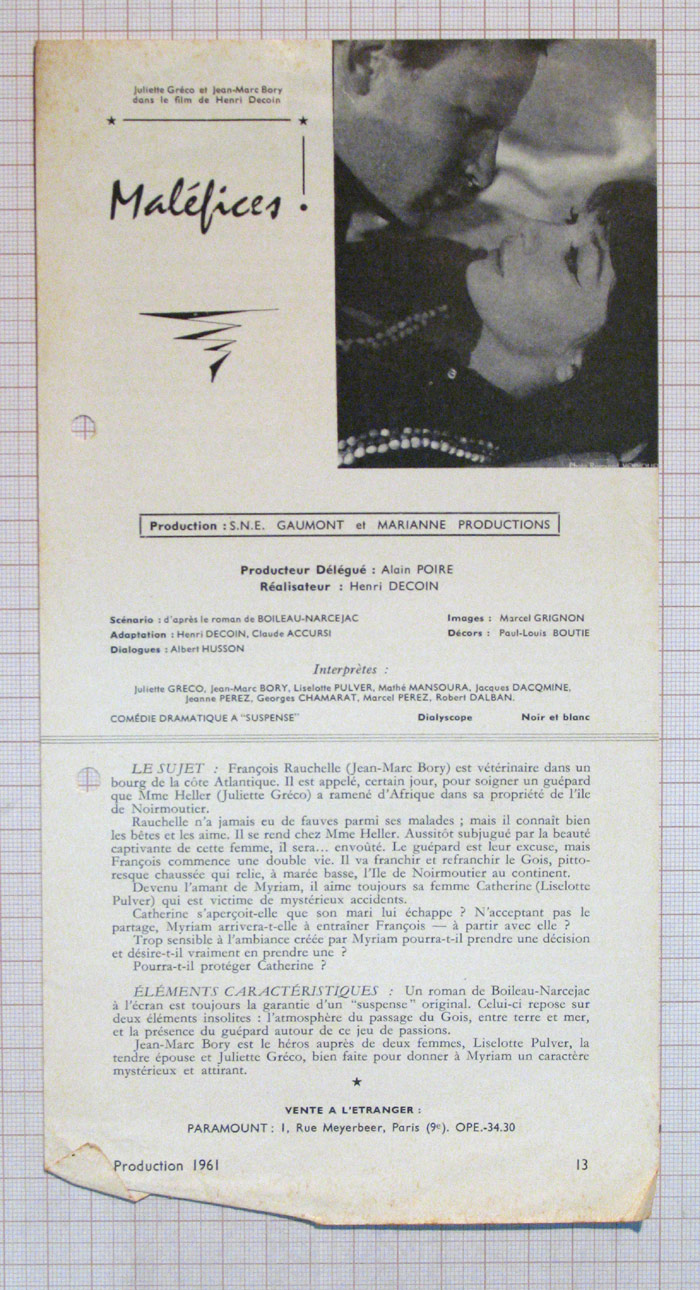 Juliette Gréco et Jean-Marc Bory
dans le film de Henri Decoin
Maléfices !
Production : S.N.E. GAUMONT et MARIANNE PRODUCTIONS
Producteur Délégué : Alain POIRE
Réalisateur : Henri DECOIN
Scénario : d'après le roman de BOILEAU-NARCEJAC
Adaptation : Henri DECOIN, Claude ACCURSI
Dialogues : Albert HUSSON
Images : Marcel GRIGNON
Décors : Paul-Louis BOUTIE
Interprètes :
Juliette GRECO, Jean-Marc BORY, Liselotte PULVER, Mathé MANSOURA, Jacques DACQMINE,
Jeanne PEREZ, Georges CHAMARAT, Marcel PEREZ, Robert DALBAN.
COMÉDIE DRAMATIQUE A "SUSPENSE" Dialyscope Noir et blanc
LE SUJET : François Rauchelle (Jean-Marc Bory) est vétérinaire dans un
bourg de la côte Atlantique. Il est appelé, certain jour, pour soigner un guépard
que Mme Heller (Juliette Gréco) a ramené d'Afrique dans sa propriété de l'île
de Noirmoutier.
Rauchelle n'a jamais eu de fauves parmi ses malades ; mais il connaît bien
les bêtes et les aime. Il se rend chez Mme Heller. Aussitôt subjugué par la beauté
captivante de cette femme, il sera... envoûté. Le guépard est leur excuse, mais
François commence une double vie. Il va franchir et refranchir le Gois, pitto-
resque chaussée qui relie, à marée basse, l'Ile de Noirmoutier au continent.
Devenu l'amant de Myriam, il aime toujours sa femme Catherine (Liselotte
Pulver) qui est victime de mystérieux accidents.
Catherine s'aperçoit-elle que son mari lui échappe ? N'acceptant pas le
partage, Myriam arrivera-t-elle à entraîner François — à partir avec elle ?
Trop sensible à l'ambiance créée par Myriam pourra-t-il prendre une décision
et désire-t-il vraiment en prendre une ?
Pourra-t-il protéger Catherine ?
ÉLÉMENTS CARACTÉRISTIQUES : Un roman de Boileau-Narcejac
à l'écran est toujours la garantie d'un "suspense" original. Celui-ci repose sur
deux éléments insolites : l'atmosphère du passage du Gois, entre terre et mer,
et la présence du guépard autour de ce jeu de passions.
Jean-Marc Bory est le héros auprès de deux femmes, Liselotte Pulver, la
tendre épouse et Juliette Gréco, bien faite pour donner à Myriam un caractère
mystérieux et attirant.
VENTE A L'ETRANGER :
PARAMOUNT : 1, Rue Meyerbeer, Paris (9e). OPE.-34.30
Production 1961 13